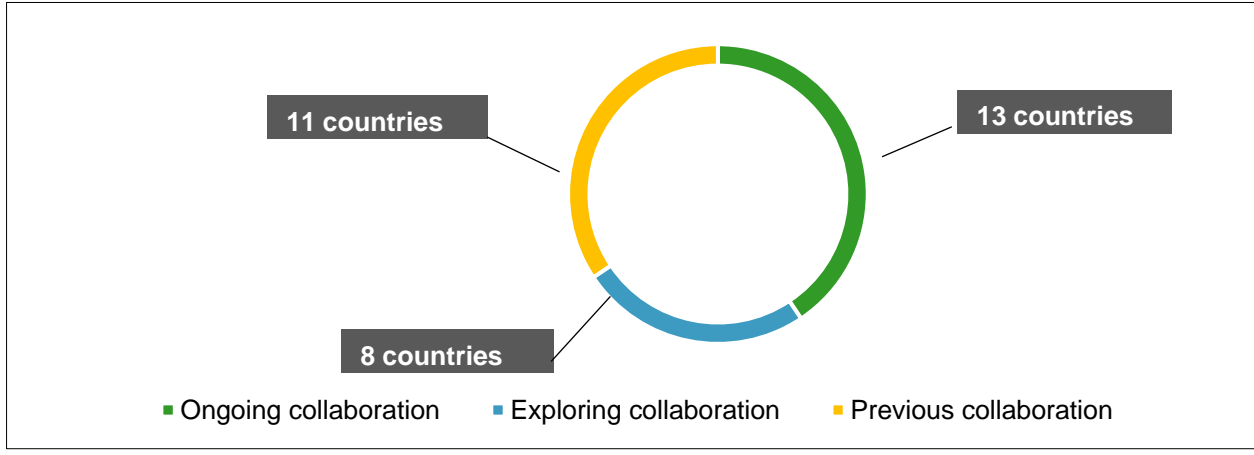 11 countries
13 countries
8 countries
Ongoing collaboration
Exploring collaboration
Previous collaboration